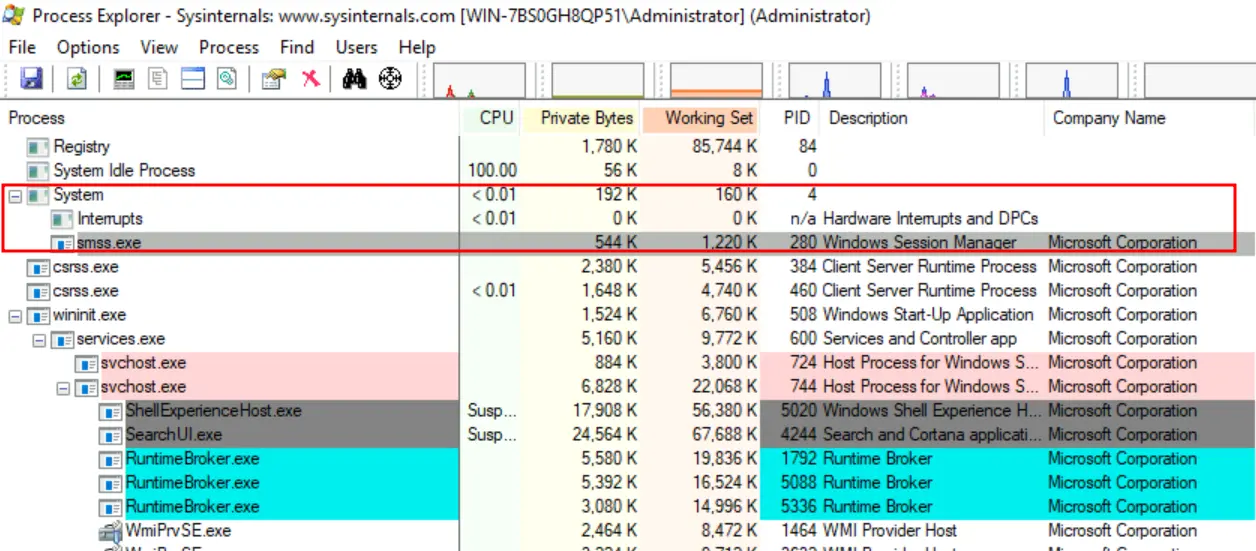 Process Explorer - Sysinternals: www.sysinternals.com [WIN-7BS0GH8QP51\Administrator] (Administrator)
File Options View Process Find Users Help
Process CPU Private Bytes Working Set PID Description Company Name
Registry 1,780 K 85,744 K 84
System Idle Process 100.00 56 K 8 K 0
System < 0.01 192 K 160 K 4
Interrupts < 0.01 0 K 0 K n/a Hardware Interrupts and DPCs
smss.exe 544 K 1,220 K 280 Windows Session Manager Microsoft Corporation
csrss.exe 2,380 K 5,456 K 384 Client Server Runtime Process Microsoft Corporation
csrss.exe < 0.01 1,648 K 4,740 K 460 Client Server Runtime Process Microsoft Corporation
wininit.exe 1,524 K 6,760 K 508 Windows Start-Up Application Microsoft Corporation
services.exe 5,160 K 9,772 K 600 Services and Controller app Microsoft Corporation
svchost.exe 884 K 3,800 K 724 Host Process for Windows S... Microsoft Corporation
svchost.exe 6,828 K 22,068 K 744 Host Process for Windows S... Microsoft Corporation
ShellExperienceHost.exe Susp... 17,908 K 56,380 K 5020 Windows Shell Experience H... Microsoft Corporation
SearchUI.exe Susp... 24,564 K 67,688 K 4244 Search and Cortana applicati... Microsoft Corporation
RuntimeBroker.exe 5,580 K 19,836 K 1792 Runtime Broker Microsoft Corporation
RuntimeBroker.exe 5,392 K 16,524 K 5088 Runtime Broker Microsoft Corporation
RuntimeBroker.exe 3,080 K 14,996 K 5336 Runtime Broker Microsoft Corporation
WmiPrvSE.exe 2,464 K 8,472 K 1464 WMI Provider Host Microsoft Corporation